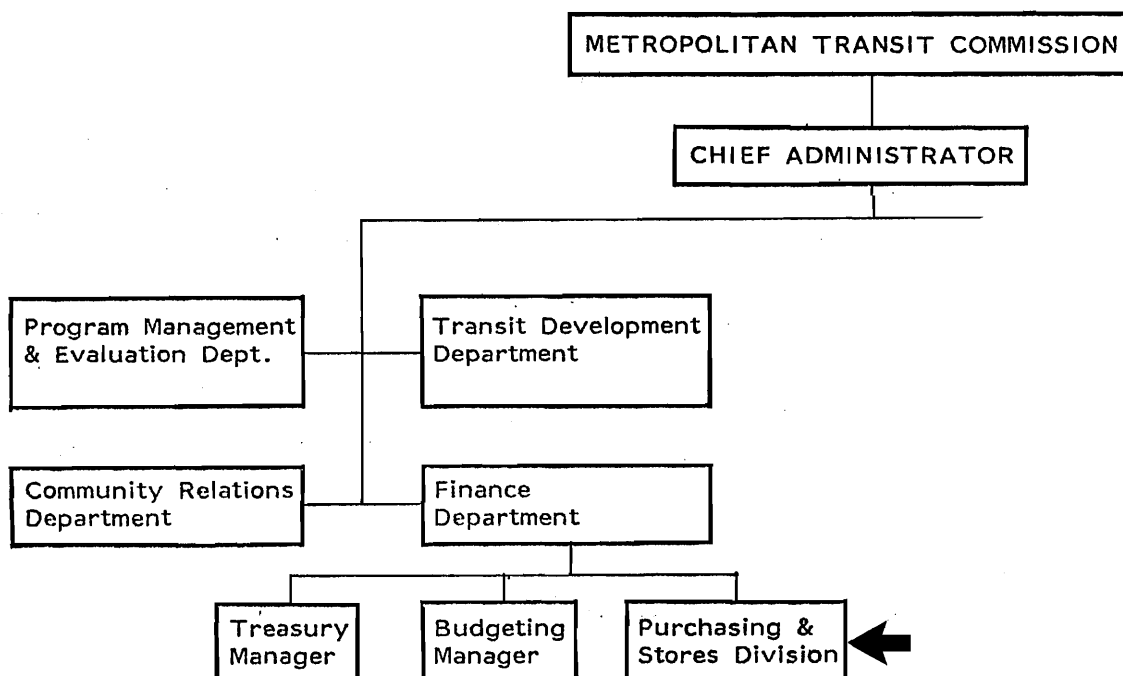 METROPOLITAN TRANSIT COMMISSION
CHIEF ADMINISTRATOR
Program Management
& Evaluation Dept.
Transit Development
Department
Community Relations
Department
Finance
Department
Treasury
Manager
Budgeting
Manager
Purchasing &
Stores Division